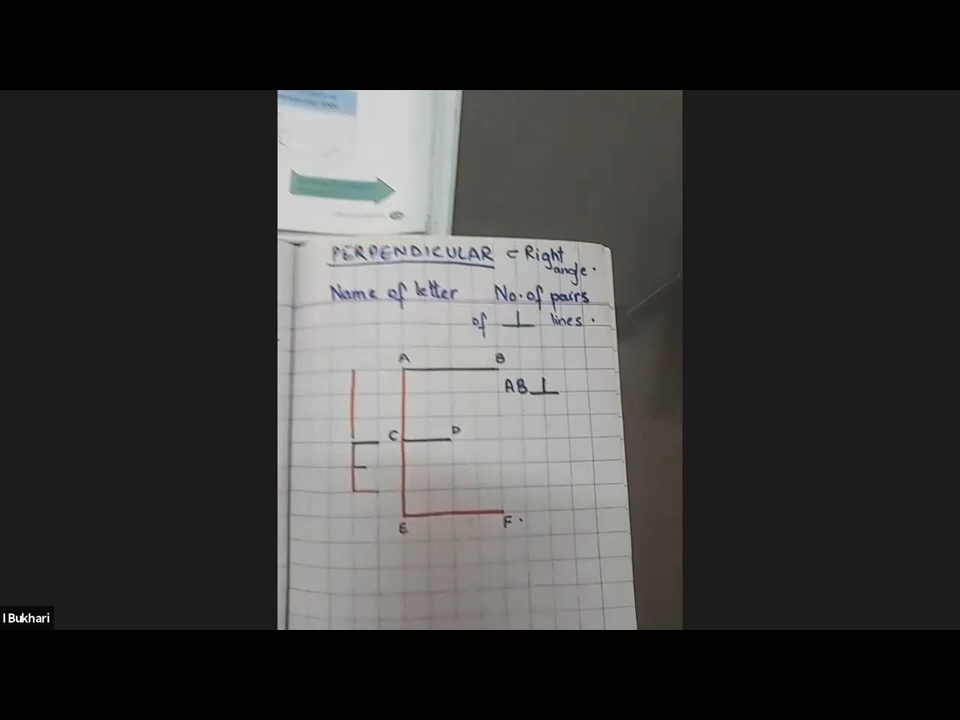 PERPENDICULAR = Right
angle.
Name of letter No. of pairs
of ⊥ lines.
A B
AB ⊥
C D
E F.
I Bukhari